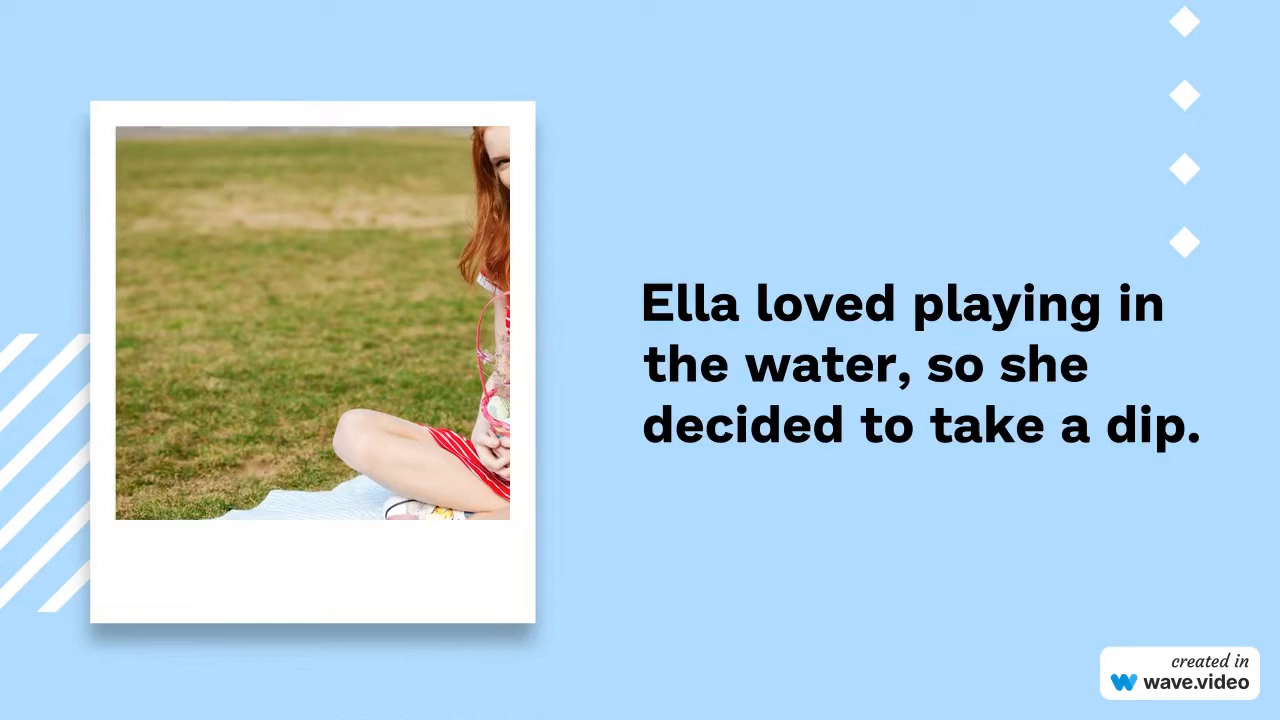 Ella loved playing in
the water, so she
decided to take a dip.
created in
wave.video